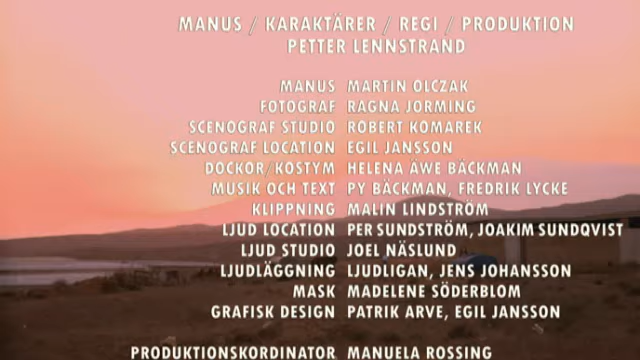 MANUS / KARAKTÄRER / REGI / PRODUKTION
PETTER LENNSTRAND
MANUS MARTIN OLCZAK
FOTOGRAF RAGNA JORMING
SCENOGRAF STUDIO ROBERT KOMAREK
SCENOGRAF LOCATION EGIL JANSSON
DOCKOR/KOSTYM HELENA ÄWE BÄCKMAN
MUSIK OCH TEXT PY BÄCKMAN, FREDRIK LYCKE
KLIPPNING MALIN LINDSTRÖM
LJUD LOCATION PER SUNDSTRÖM, JOAKIM SUNDQVIST
LJUD STUDIO JOEL NÄSLUND
LJUDLÄGGNING LJUDLIGAN, JENS JOHANSSON
MASK MADELENE SÖDERBLOM
GRAFISK DESIGN PATRIK ARVE, EGIL JANSSON
PRODUKTIONSKORDINATOR MANUELA ROSSING